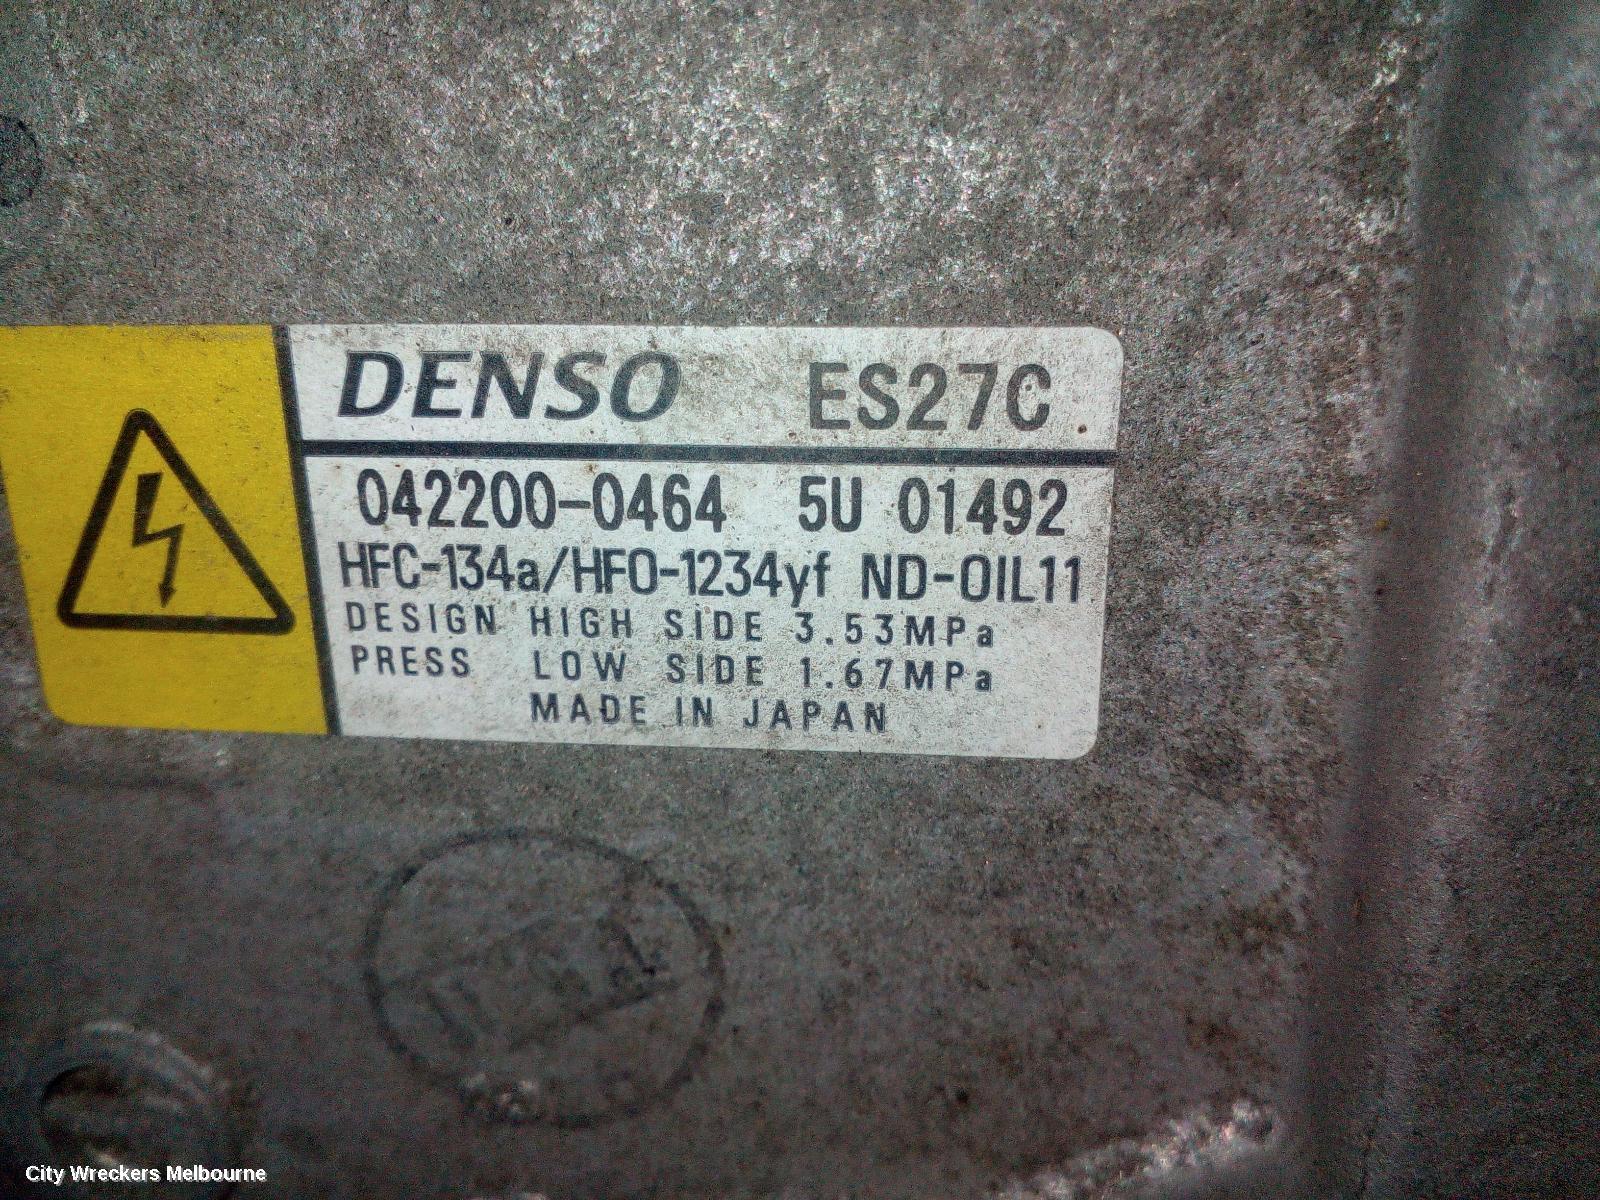 DENSO ES27C
042200-0464 5U 01492
HFC-134a/HFO-1234yf ND-OIL11
DESIGN HIGH SIDE 3.53MPa
PRESS LOW SIDE 1.67MPa
MADE IN JAPAN
City Wreckers Melbourne